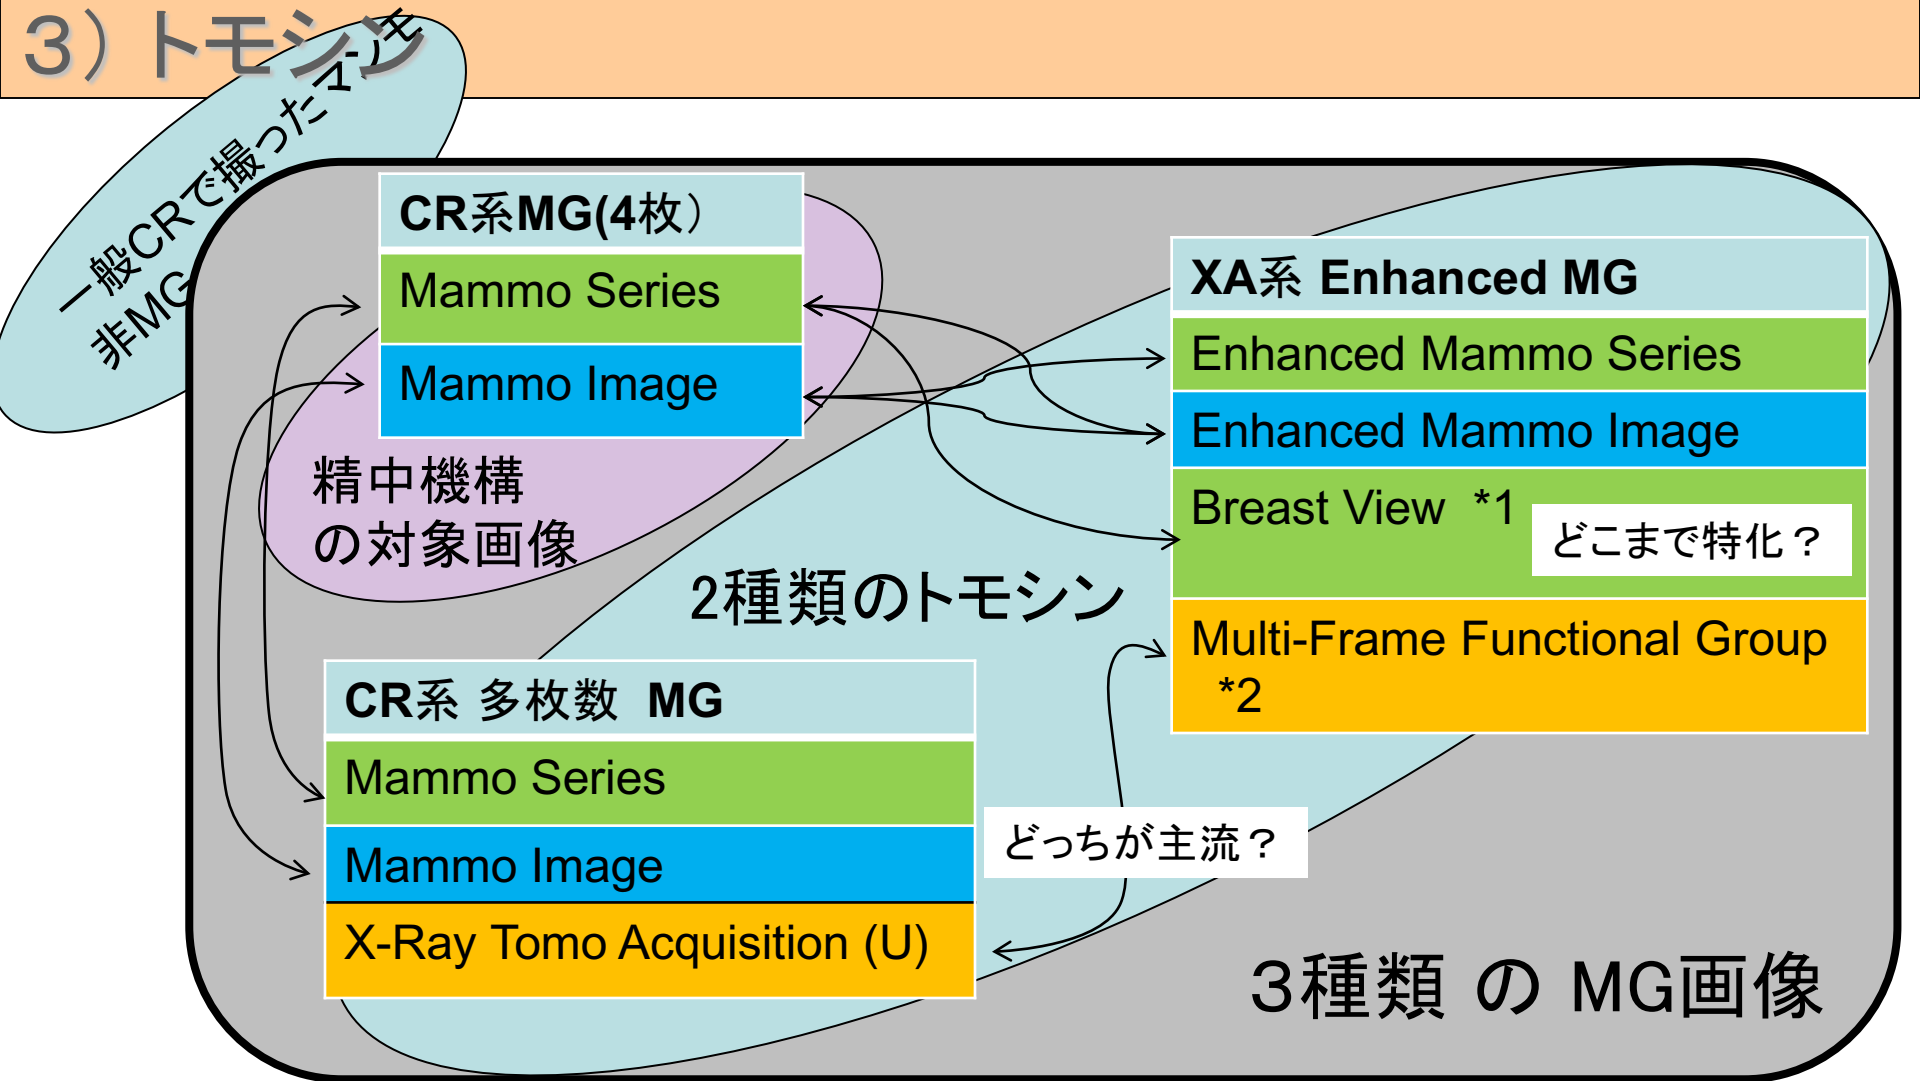 ３）トモシン
一般CRで撮ったマンモ
非MG
CR系MG(4枚）
Mammo Series
Mammo Image
精中機構
の対象画像
XA系 Enhanced MG
Enhanced Mammo Series
Enhanced Mammo Image
Breast View *1
どこまで特化？
Multi-Frame Functional Group
*2
2種類のトモシン
CR系 多枚数 MG
Mammo Series
Mammo Image
X-Ray Tomo Acquisition (U)
どっちが主流？
３種類 の MG画像